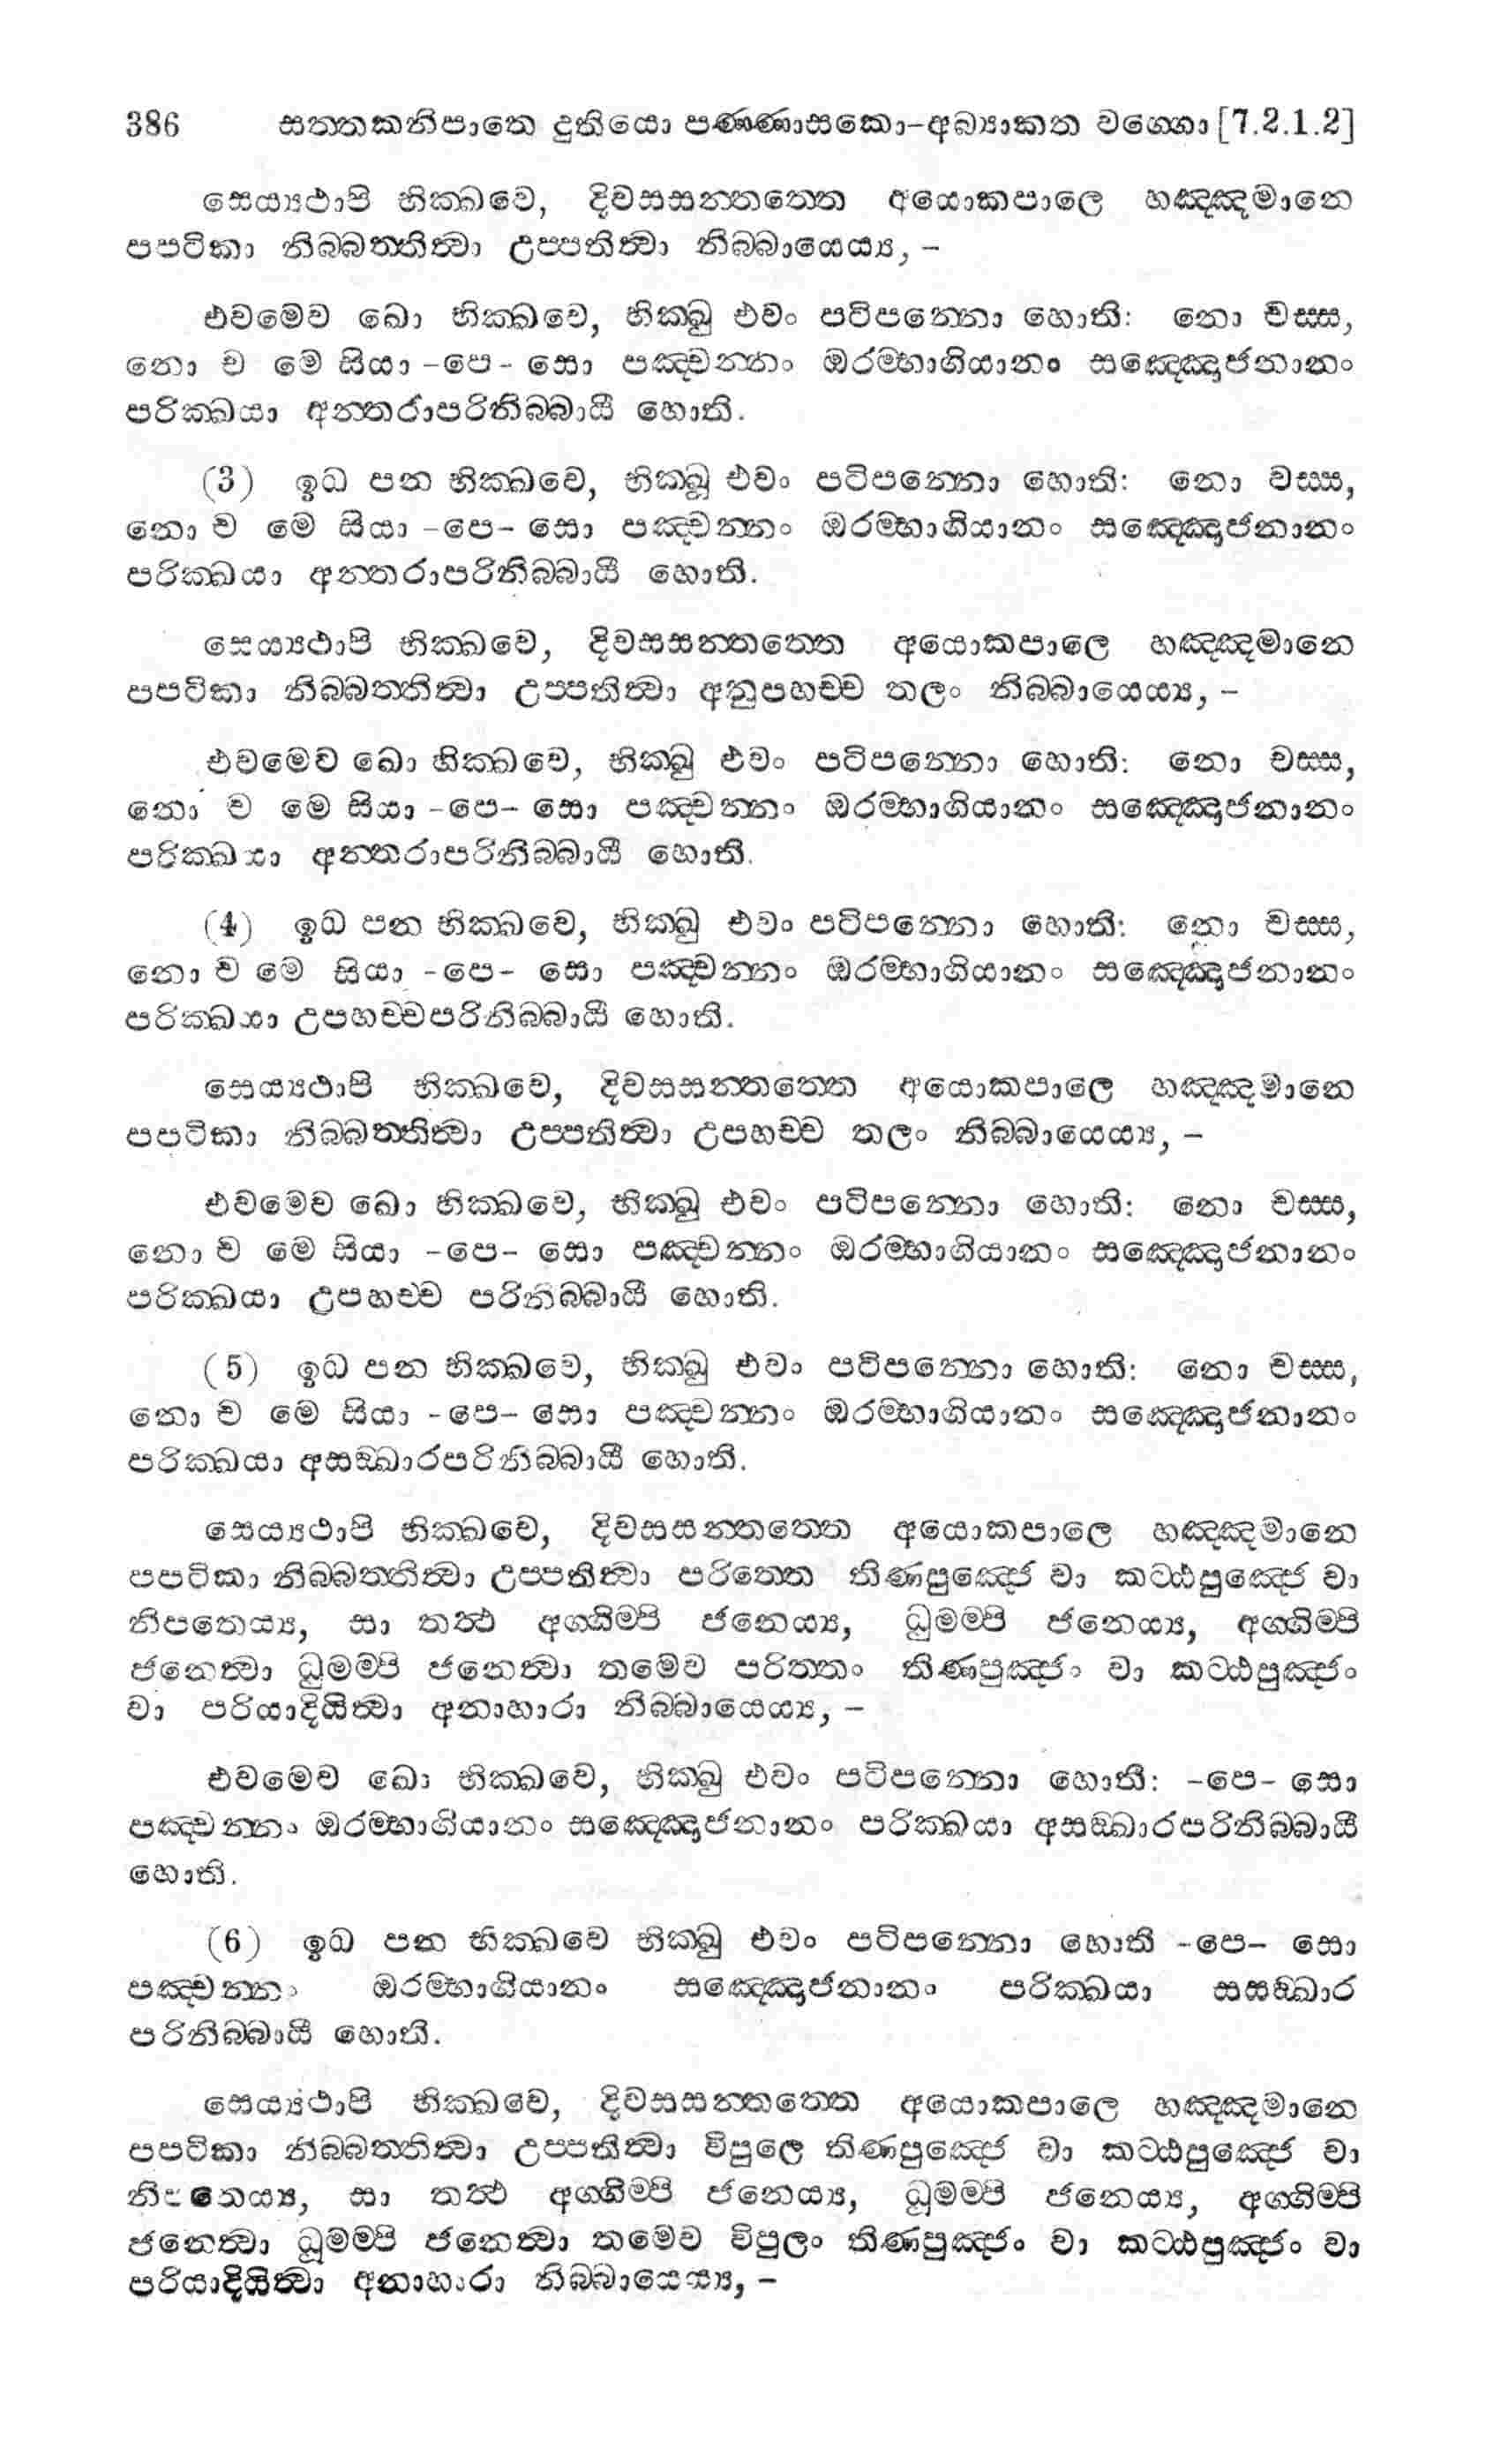 386 සත්තකනිපාතෙ දුතියො පණ්ණාසකො-අබ්‍යාකත වග්ගො [7.2.1.2]
සෙය්‍යථාපි භික්ඛවෙ, දිවසසන්තත්තෙ අයොකපාලෙ හඤ්ඤමානෙ
පපටිකා නිබ්බත්තිත්‍වා උප්පතිත්‍වා නිබ්බායෙය්‍ය, –
එවමෙව ඛො භික්ඛවෙ, භික්ඛු එවං පටිපන්නො හොති: නො චස්ස,
නො ච මෙ සියා -පෙ- සො පඤ්චන්නං ඔරම්භාගියානං සඤ්ඤොජනානං
පරික්ඛයා අන්තරාපරිනිබ්බායී හොති.
(3) ඉධ පන භික්ඛවෙ, භික්ඛු එවං පටිපන්නො හොති: නො චස්ස,
නො ච මෙ සියා -පෙ- සො පඤ්චන්නං ඔරම්භාගියානං සඤ්ඤොජනානං
පරික්ඛයා අන්තරාපරිනිබ්බායී හොති.
සෙය්‍යථාපි භික්ඛවෙ, දිවසසන්තත්තෙ අයොකපාලෙ හඤ්ඤමානෙ
පපටිකා නිබ්බත්තිත්‍වා උප්පතිත්‍වා අනුපහච්ච තලං නිබ්බායෙය්‍ය, –
එවමෙව ඛො භික්ඛවෙ, භික්ඛු එවං පටිපන්නො හොති: නො චස්ස,
නො ච මෙ සියා -පෙ- සො පඤ්චන්නං ඔරම්භාගියානං සඤ්ඤොජනානං
පරික්ඛයා අන්තරාපරිනිබ්බායී හොති.
(4) ඉධ පන භික්ඛවෙ, භික්ඛු එවං පටිපන්නො හොති: නො චස්ස,
නො ච මෙ සියා -පෙ- සො පඤ්චන්නං ඔරම්භාගියානං සඤ්ඤොජනානං
පරික්ඛයා උපහච්චපරිනිබ්බායී හොති.
සෙය්‍යථාපි භික්ඛවෙ, දිවසසන්තත්තෙ අයොකපාලෙ හඤ්ඤමානෙ
පපටිකා නිබ්බත්තිත්‍වා උප්පතිත්‍වා උපහච්ච තලං නිබ්බායෙය්‍ය, –
එවමෙව ඛො භික්ඛවෙ, භික්ඛු එවං පටිපන්නො හොති: නො චස්ස,
නො ච මෙ සියා -පෙ- සො පඤ්චන්නං ඔරම්භාගියානං සඤ්ඤොජනානං
පරික්ඛයා උපහච්ච පරිනිබ්බායී හොති.
(5) ඉධ පන භික්ඛවෙ, භික්ඛු එවං පටිපන්නො හොති: නො චස්ස,
නො ච මෙ සියා -පෙ- සො පඤ්චන්නං ඔරම්භාගියානං සඤ්ඤොජනානං
පරික්ඛයා අසඞ්ඛාරපරිනිබ්බායී හොති.
සෙය්‍යථාපි භික්ඛවෙ, දිවසසන්තත්තෙ අයොකපාලෙ හඤ්ඤමානෙ
පපටිකා නිබ්බත්තිත්‍වා උප්පතිත්‍වා පරිත්තෙ තිණපුඤ්ජෙ වා කට්ඨපුඤ්ජෙ වා
නිපතෙය්‍ය, සා තත්‍ථ අග්ගිම්පි ජනෙය්‍ය, ධුමම්පි ජනෙය්‍ය, අග්ගිම්පි
ජනෙත්‍වා ධුමම්පි ජනෙත්‍වා තමෙව පරිත්තං තිණපුඤ්ජං වා කට්ඨපුඤ්ජං
වා පරියාදියිත්‍වා අනාහාරා නිබ්බායෙය්‍ය, –
එවමෙව ඛො භික්ඛවෙ, භික්ඛු එවං පටිපන්නො හොති: -පෙ- සො
පඤ්චන්නං ඔරම්භාගියානං සඤ්ඤොජනානං පරික්ඛයා අසඞ්ඛාරපරිනිබ්බායී
හොති.
(6) ඉධ පන භික්ඛවෙ භික්ඛු එවං පටිපන්නො හොති -පෙ- සො
පඤ්චන්නං ඔරම්භාගියානං සඤ්ඤොජනානං පරික්ඛයා සසඞ්ඛාර
පරිනිබ්බායී හොති.
සෙය්‍යථාපි භික්ඛවෙ, දිවසසන්තත්තෙ අයොකපාලෙ හඤ්ඤමානෙ
පපටිකා නිබ්බත්තිත්‍වා උප්පතිත්‍වා විපුලෙ තිණපුඤ්ජෙ වා කට්ඨපුඤ්ජෙ වා
නිපතෙය්‍ය, සා තත්‍ථ අග්ගිම්පි ජනෙය්‍ය, ධූමම්පි ජනෙය්‍ය, අග්ගිම්පි
ජනෙත්‍වා ධූමම්පි ජනෙත්‍වා තමෙව විපුලං තිණපුඤ්ජං වා කට්ඨපුඤ්ජං වා
පරියාදියිත්‍වා අනාහාරා නිබ්බායෙය්‍ය, –